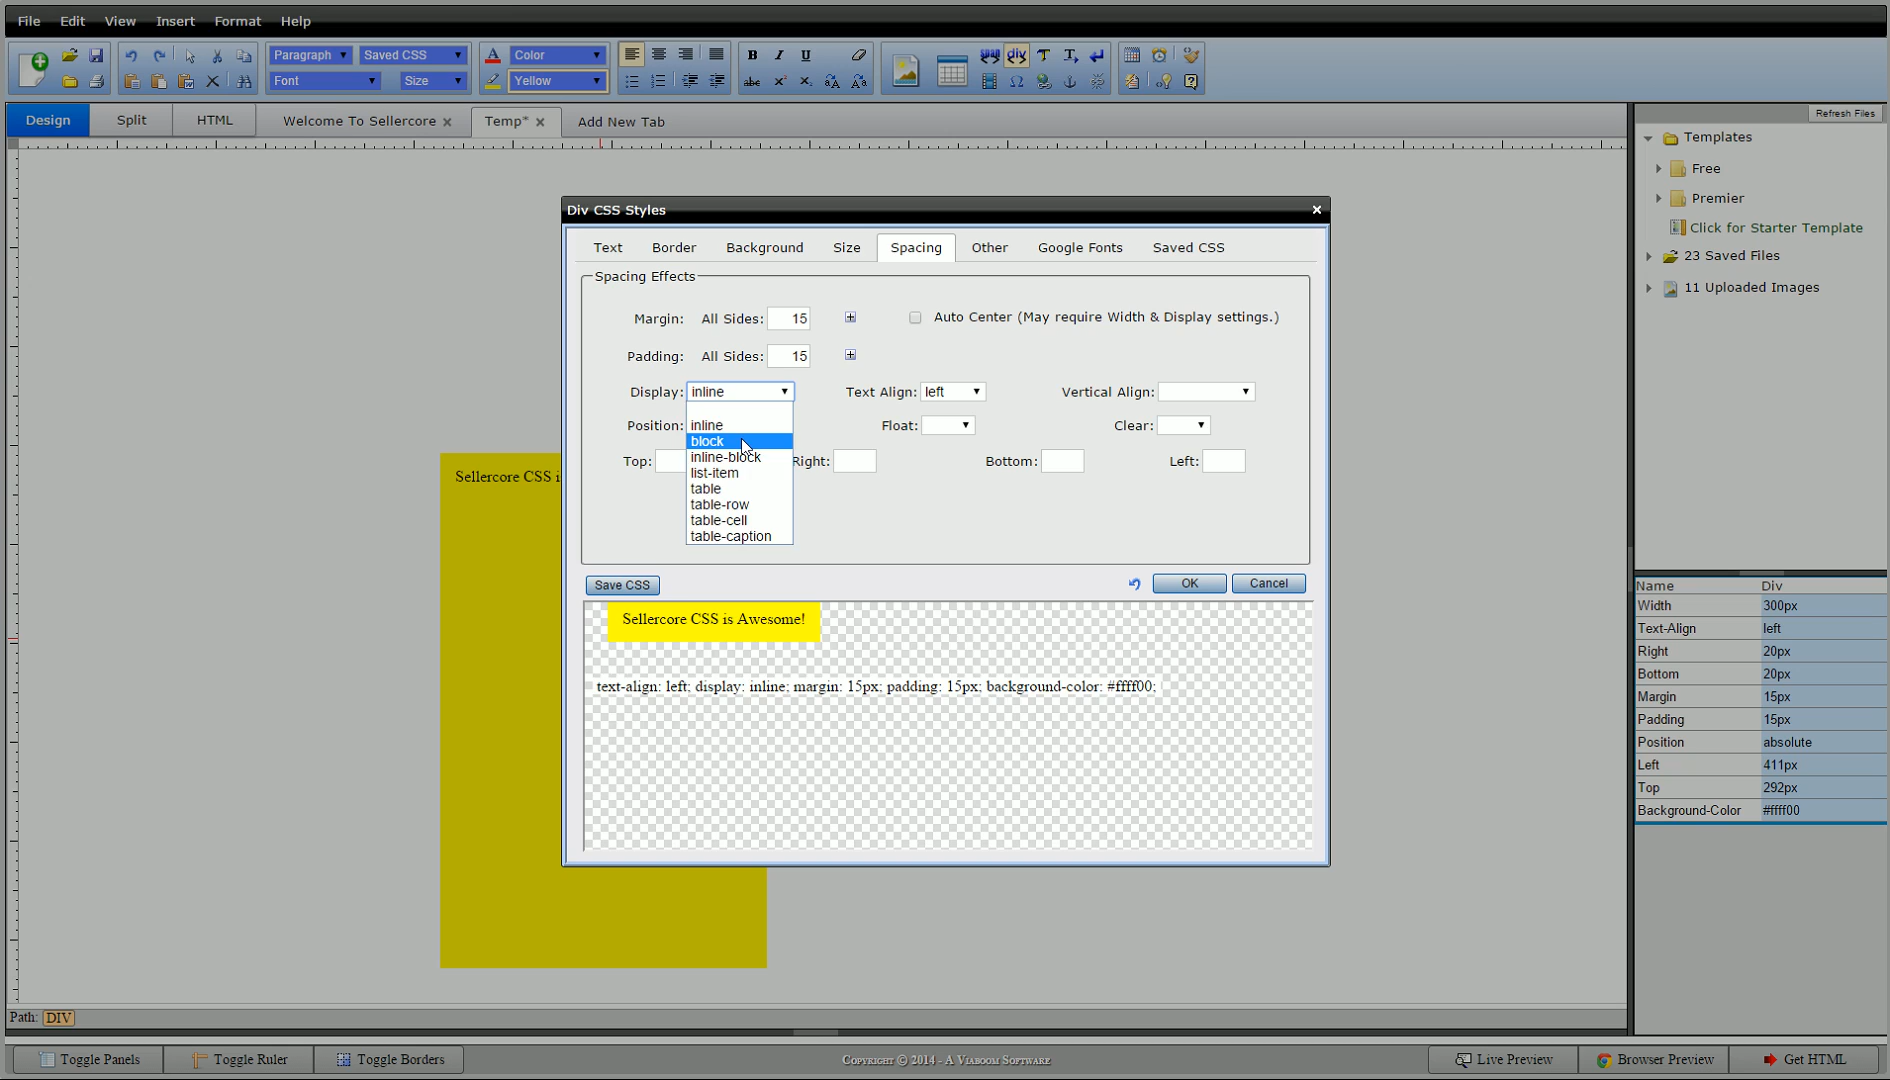 File Edit View Insert Format Help
Paragraph Saved CSS Color
B I U div T
Font Size Yellow
abc
Design Split HTML Welcome To Sellercore Temp* Add New Tab
Refresh Files
Templates
Free
Premier
Click for Starter Template
23 Saved Files
11 Uploaded Images
Div CSS Styles
Text Border Background Size Spacing Other Google Fonts Saved CSS
Spacing Effects
Margin: All Sides: 15 Auto Center (May require Width & Display settings.)
Padding: All Sides: 15
Display: inline Text Align: left Vertical Align:
Position: Float: Clear:
Top: Right: Bottom: Left:
inline
block
inline-block
list-item
table
table-row
table-cell
table-caption
Sellercore CSS i
Save CSS OK Cancel
Sellercore CSS is Awesome!
text-align: left; display: inline; margin: 15px; padding: 15px; background-color: #ffff00;
Name Div
Width 300px
Text-Align left
Right 20px
Bottom 20px
Margin 15px
Padding 15px
Position absolute
Left 411px
Top 292px
Background-Color #ffff00
Path: DIV
Toggle Panels Toggle Ruler Toggle Borders Copyright © 2014 - A Viaboom Software Live Preview Browser Preview Get HTML